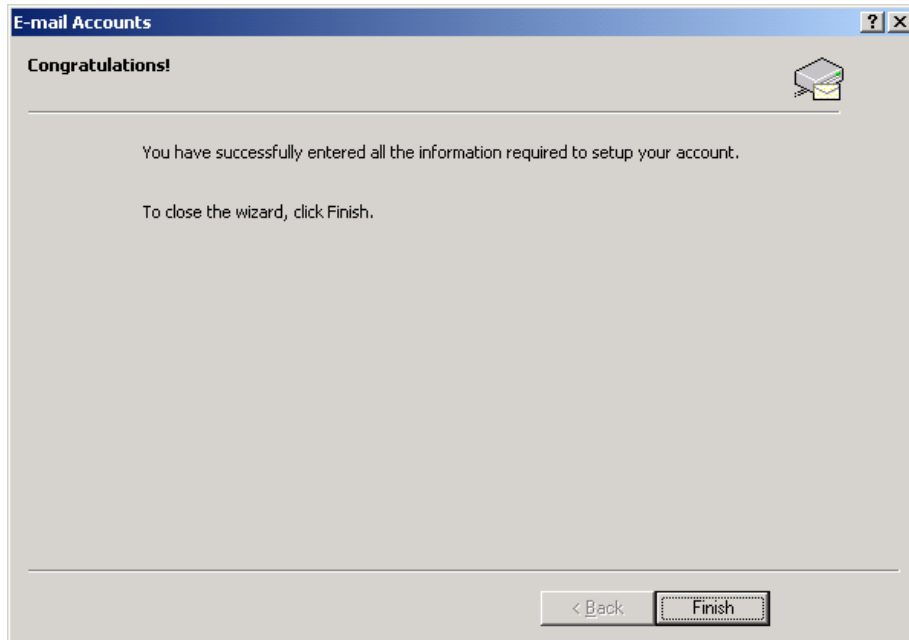 E-mail Accounts
Congratulations!
You have successfully entered all the information required to setup your account.
To close the wizard, click Finish.
< Back Finish